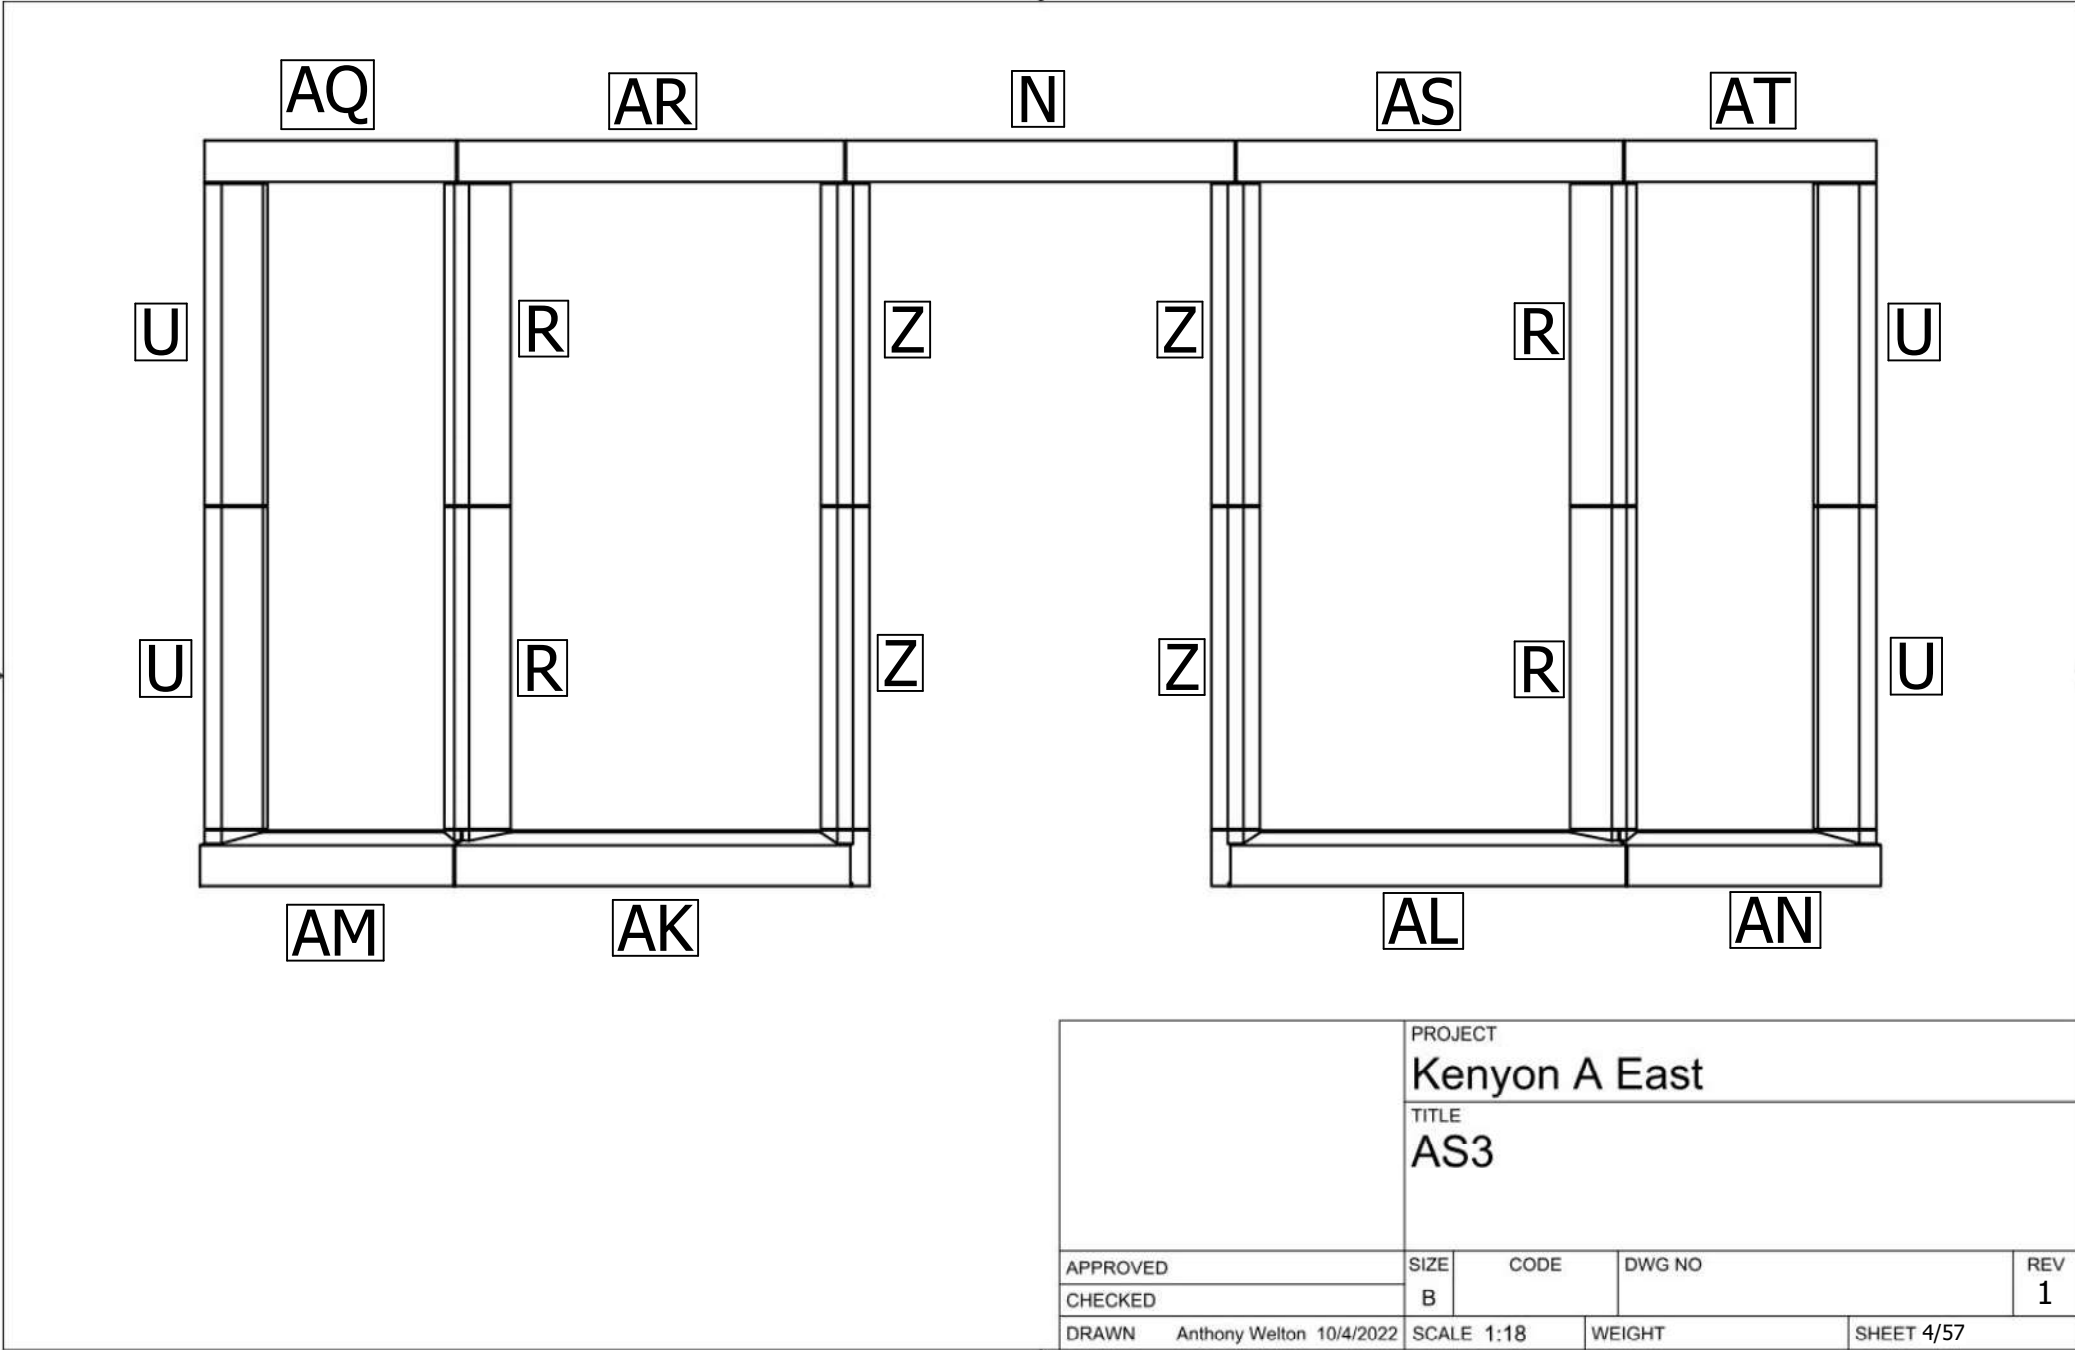 AQ AR N AS AT
U R Z Z R U
U R Z Z R U
AM AK AL AN
PROJECT
Kenyon A East
TITLE
AS3
APPROVED
CHECKED
DRAWN Anthony Welton 10/4/2022
SIZE
B
CODE
DWG NO
REV
1
SCALE 1:18
WEIGHT
SHEET 4/57